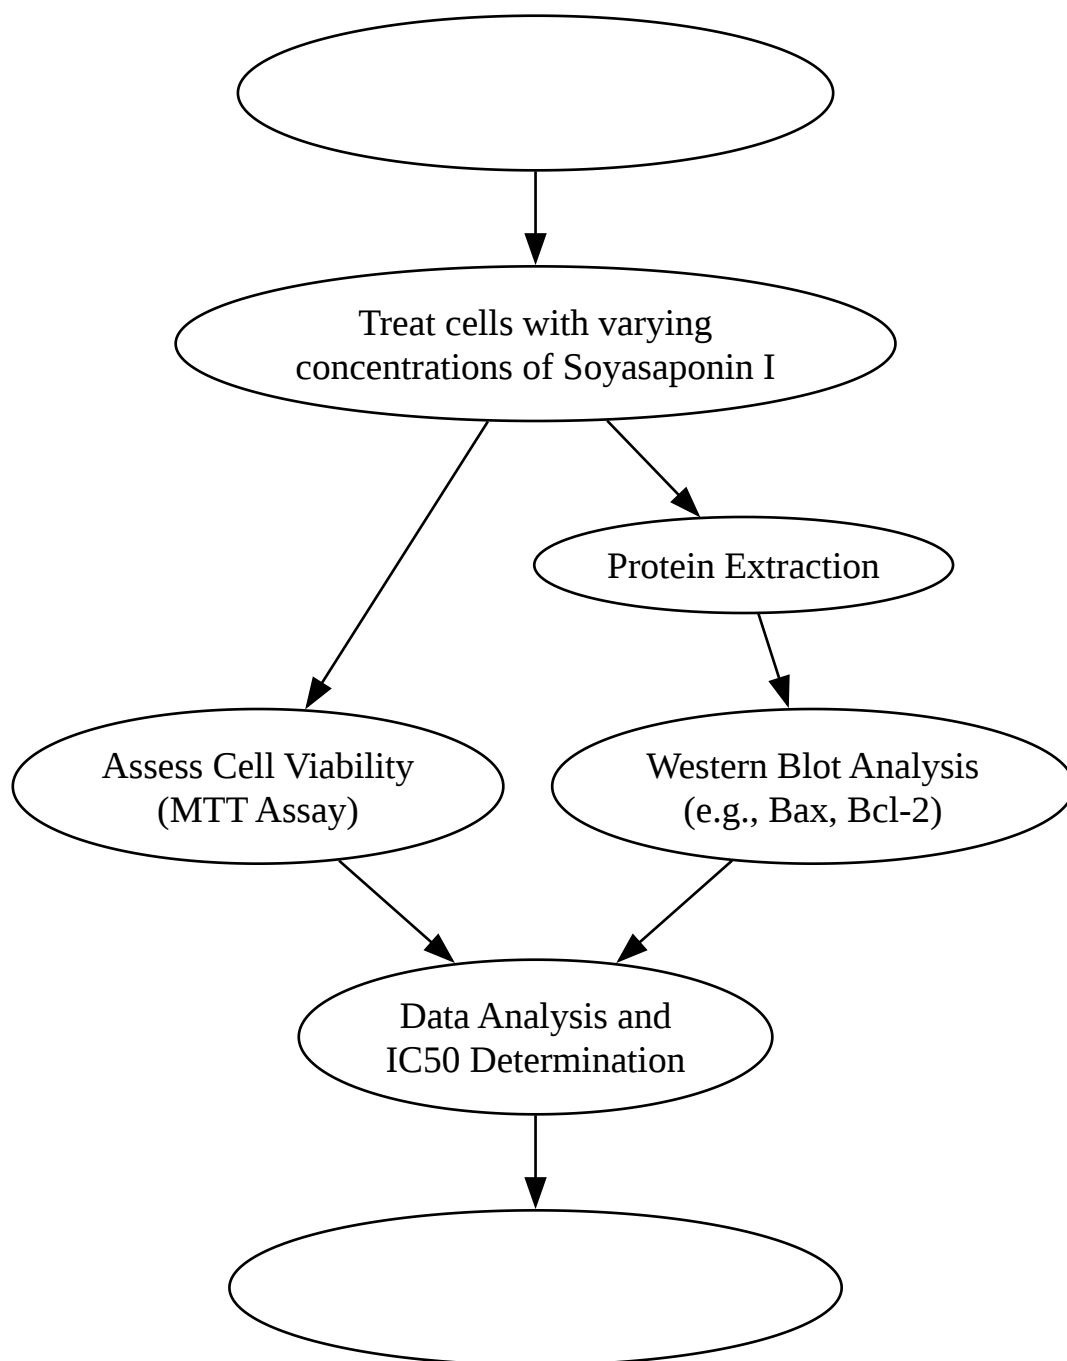 Treat cells with varying
concentrations of Soyasaponin I
Protein Extraction
Assess Cell Viability
(MTT Assay)
Western Blot Analysis
(e.g., Bax, Bcl-2)
Data Analysis and
IC50 Determination